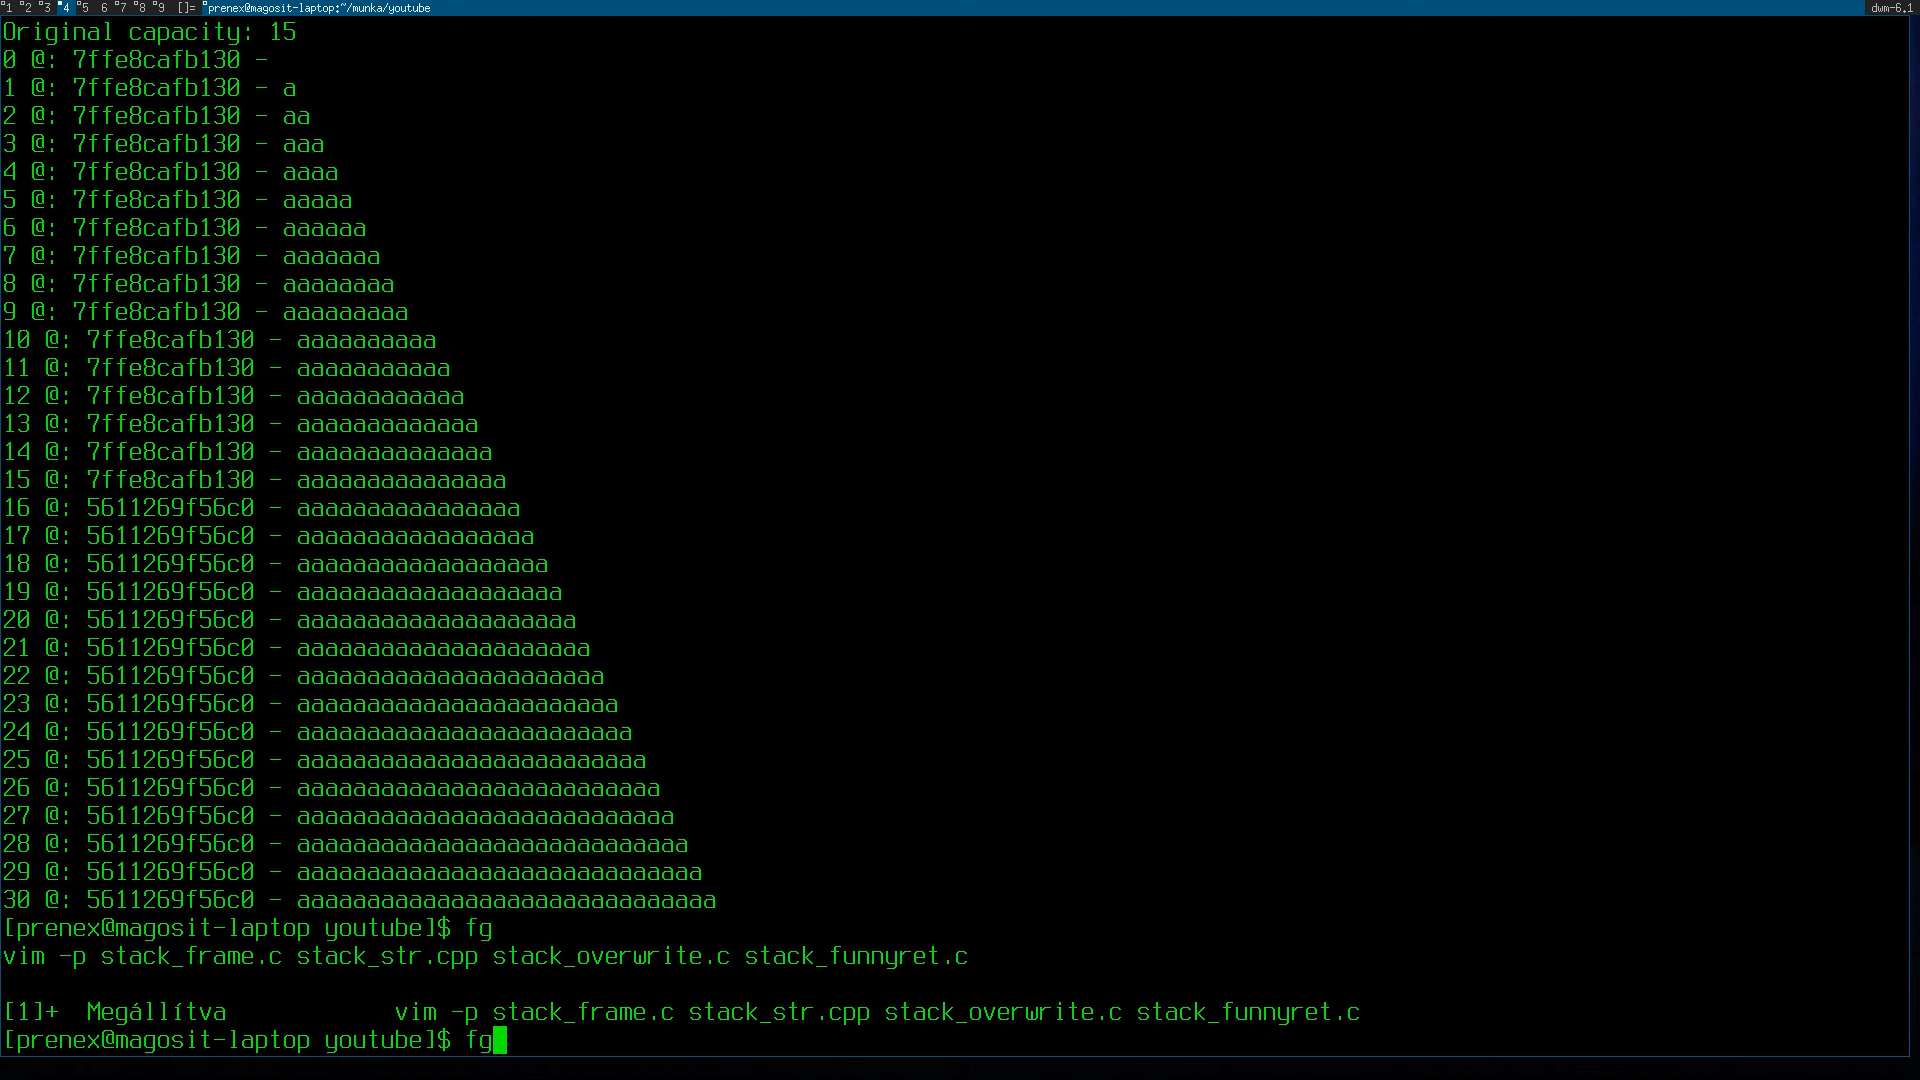 1 2 3 4 5 6 7 8 9 []= prenex@magosit-laptop:~/munka/youtube dwm-6.1
Original capacity: 15
0 @: 7ffe8cafb130 -
1 @: 7ffe8cafb130 - a
2 @: 7ffe8cafb130 - aa
3 @: 7ffe8cafb130 - aaa
4 @: 7ffe8cafb130 - aaaa
5 @: 7ffe8cafb130 - aaaaa
6 @: 7ffe8cafb130 - aaaaaa
7 @: 7ffe8cafb130 - aaaaaaa
8 @: 7ffe8cafb130 - aaaaaaaa
9 @: 7ffe8cafb130 - aaaaaaaaa
10 @: 7ffe8cafb130 - aaaaaaaaaa
11 @: 7ffe8cafb130 - aaaaaaaaaaa
12 @: 7ffe8cafb130 - aaaaaaaaaaaa
13 @: 7ffe8cafb130 - aaaaaaaaaaaaa
14 @: 7ffe8cafb130 - aaaaaaaaaaaaaa
15 @: 7ffe8cafb130 - aaaaaaaaaaaaaaa
16 @: 5611269f56c0 - aaaaaaaaaaaaaaaa
17 @: 5611269f56c0 - aaaaaaaaaaaaaaaaa
18 @: 5611269f56c0 - aaaaaaaaaaaaaaaaaa
19 @: 5611269f56c0 - aaaaaaaaaaaaaaaaaaa
20 @: 5611269f56c0 - aaaaaaaaaaaaaaaaaaaa
21 @: 5611269f56c0 - aaaaaaaaaaaaaaaaaaaaa
22 @: 5611269f56c0 - aaaaaaaaaaaaaaaaaaaaaa
23 @: 5611269f56c0 - aaaaaaaaaaaaaaaaaaaaaaa
24 @: 5611269f56c0 - aaaaaaaaaaaaaaaaaaaaaaaa
25 @: 5611269f56c0 - aaaaaaaaaaaaaaaaaaaaaaaaa
26 @: 5611269f56c0 - aaaaaaaaaaaaaaaaaaaaaaaaaa
27 @: 5611269f56c0 - aaaaaaaaaaaaaaaaaaaaaaaaaaa
28 @: 5611269f56c0 - aaaaaaaaaaaaaaaaaaaaaaaaaaaa
29 @: 5611269f56c0 - aaaaaaaaaaaaaaaaaaaaaaaaaaaaa
30 @: 5611269f56c0 - aaaaaaaaaaaaaaaaaaaaaaaaaaaaaa
[prenex@magosit-laptop youtube]$ fg
vim -p stack_frame.c stack_str.cpp stack_overwrite.c stack_funnyret.c
[1]+  Megállítva            vim -p stack_frame.c stack_str.cpp stack_overwrite.c stack_funnyret.c
[prenex@magosit-laptop youtube]$ fg